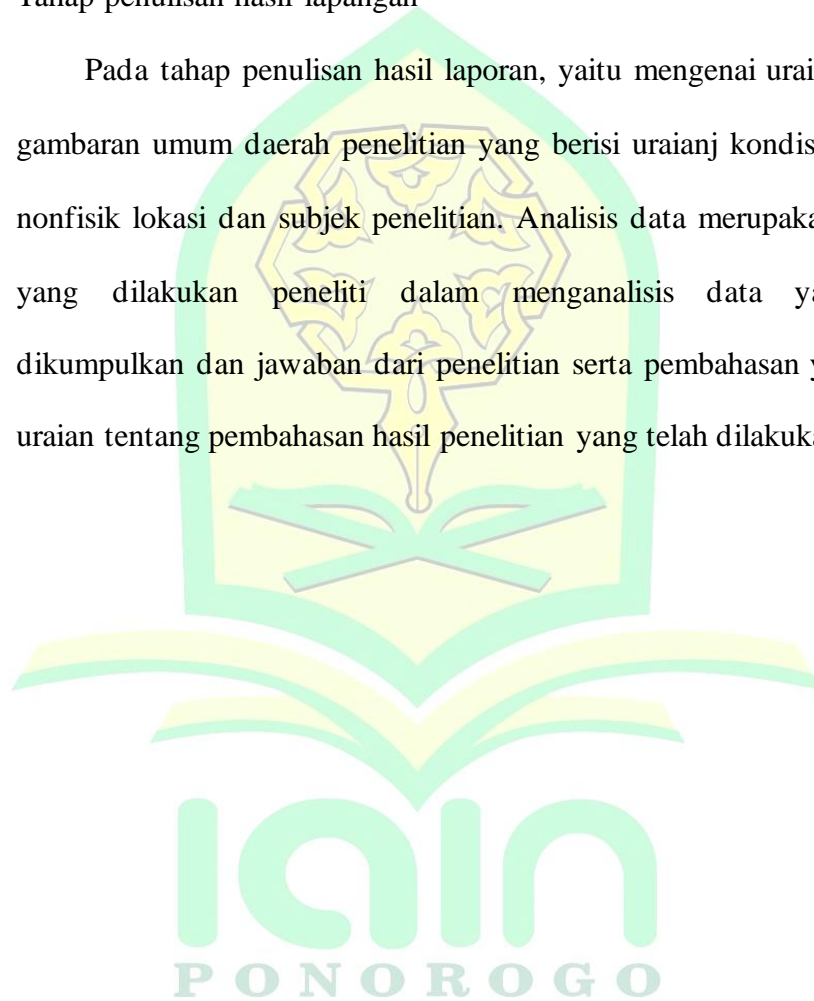 Tahap penulisan hasil lapangan
Pada tahap penulisan hasil laporan, yaitu mengenai urai
gambaran umum daerah penelitian yang berisi uraianj kondis
nonfisik lokasi dan subjek penelitian. Analisis data merupaka
yang dilakukan peneliti dalam menganalisis data ya
dikumpulkan dan jawaban dari penelitian serta pembahasan y
uraian tentang pembahasan hasil penelitian yang telah dilakuka
iain
PONOROGO